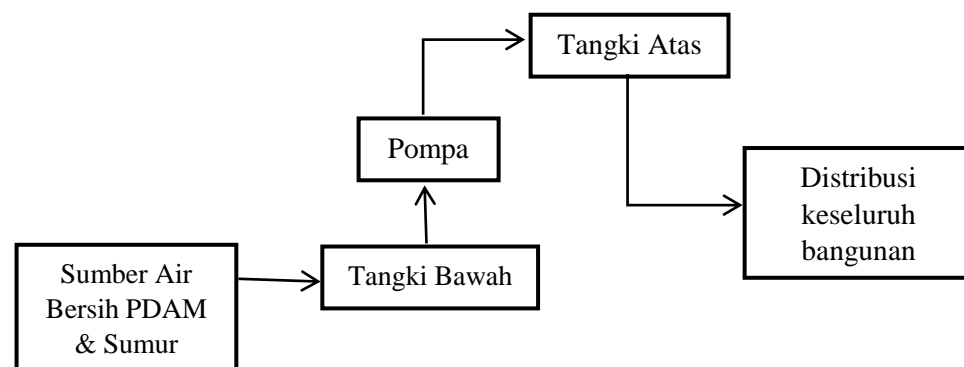 Tangki Atas
Pompa
Distribusi
keseluruh
bangunan
Sumber Air
Bersih PDAM
& Sumur
Tangki Bawah